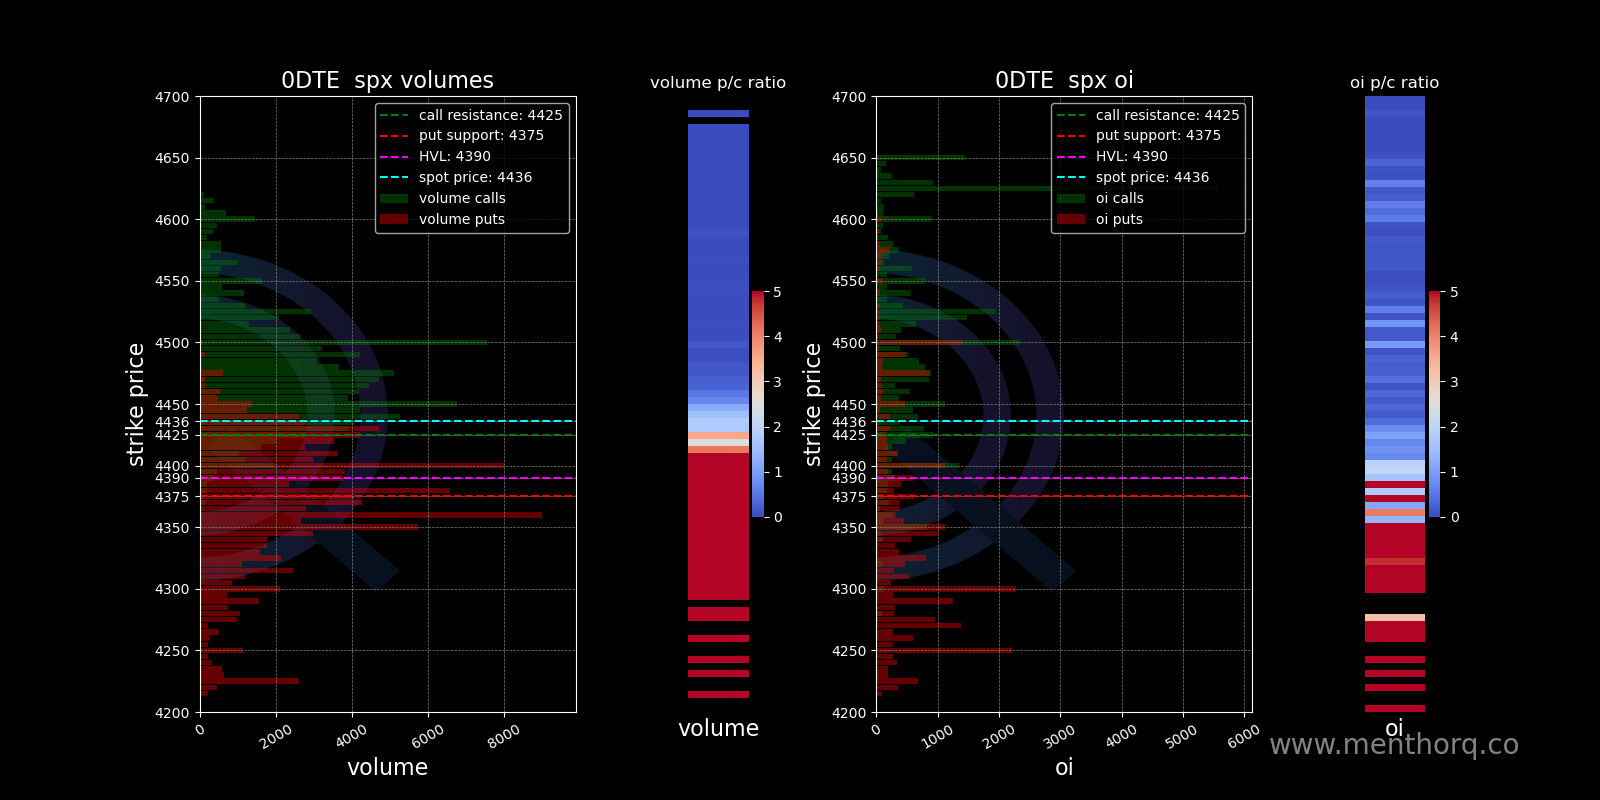 0DTE  spx volumes
volume p/c ratio
0DTE  spx oi
oi p/c ratio
call resistance: 4425
put support: 4375
HVL: 4390
spot price: 4436
volume calls
volume puts
call resistance: 4425
put support: 4375
HVL: 4390
spot price: 4436
oi calls
oi puts
strike price
4700
4650
4600
4550
4500
4450
4436
4425
4400
4390
4375
4350
4300
4250
4200
0 2000 4000 6000 8000
volume
5
4
3
2
1
0
volume
strike price
4700
4650
4600
4550
4500
4450
4436
4425
4400
4390
4375
4350
4300
4250
4200
0 1000 2000 3000 4000 5000 6000
oi
5
4
3
2
1
0
oi
www.menthorq.co